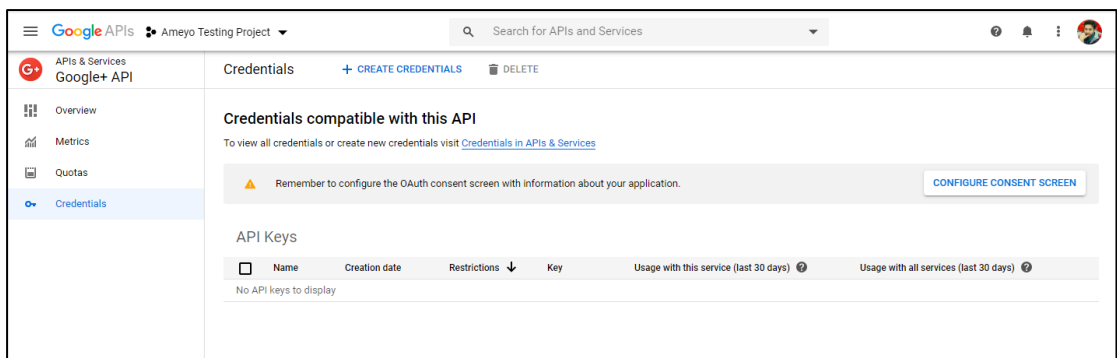 Google APIs Ameyo Testing Project Search for APIs and Services
G+ APIs & Services
Google+ API
Credentials + CREATE CREDENTIALS DELETE
Overview
Metrics
Quotas
Credentials
Credentials compatible with this API
To view all credentials or create new credentials visit Credentials in APIs & Services
Remember to configure the OAuth consent screen with information about your application. CONFIGURE CONSENT SCREEN
API Keys
Name Creation date Restrictions Key Usage with this service (last 30 days) Usage with all services (last 30 days)
No API keys to display